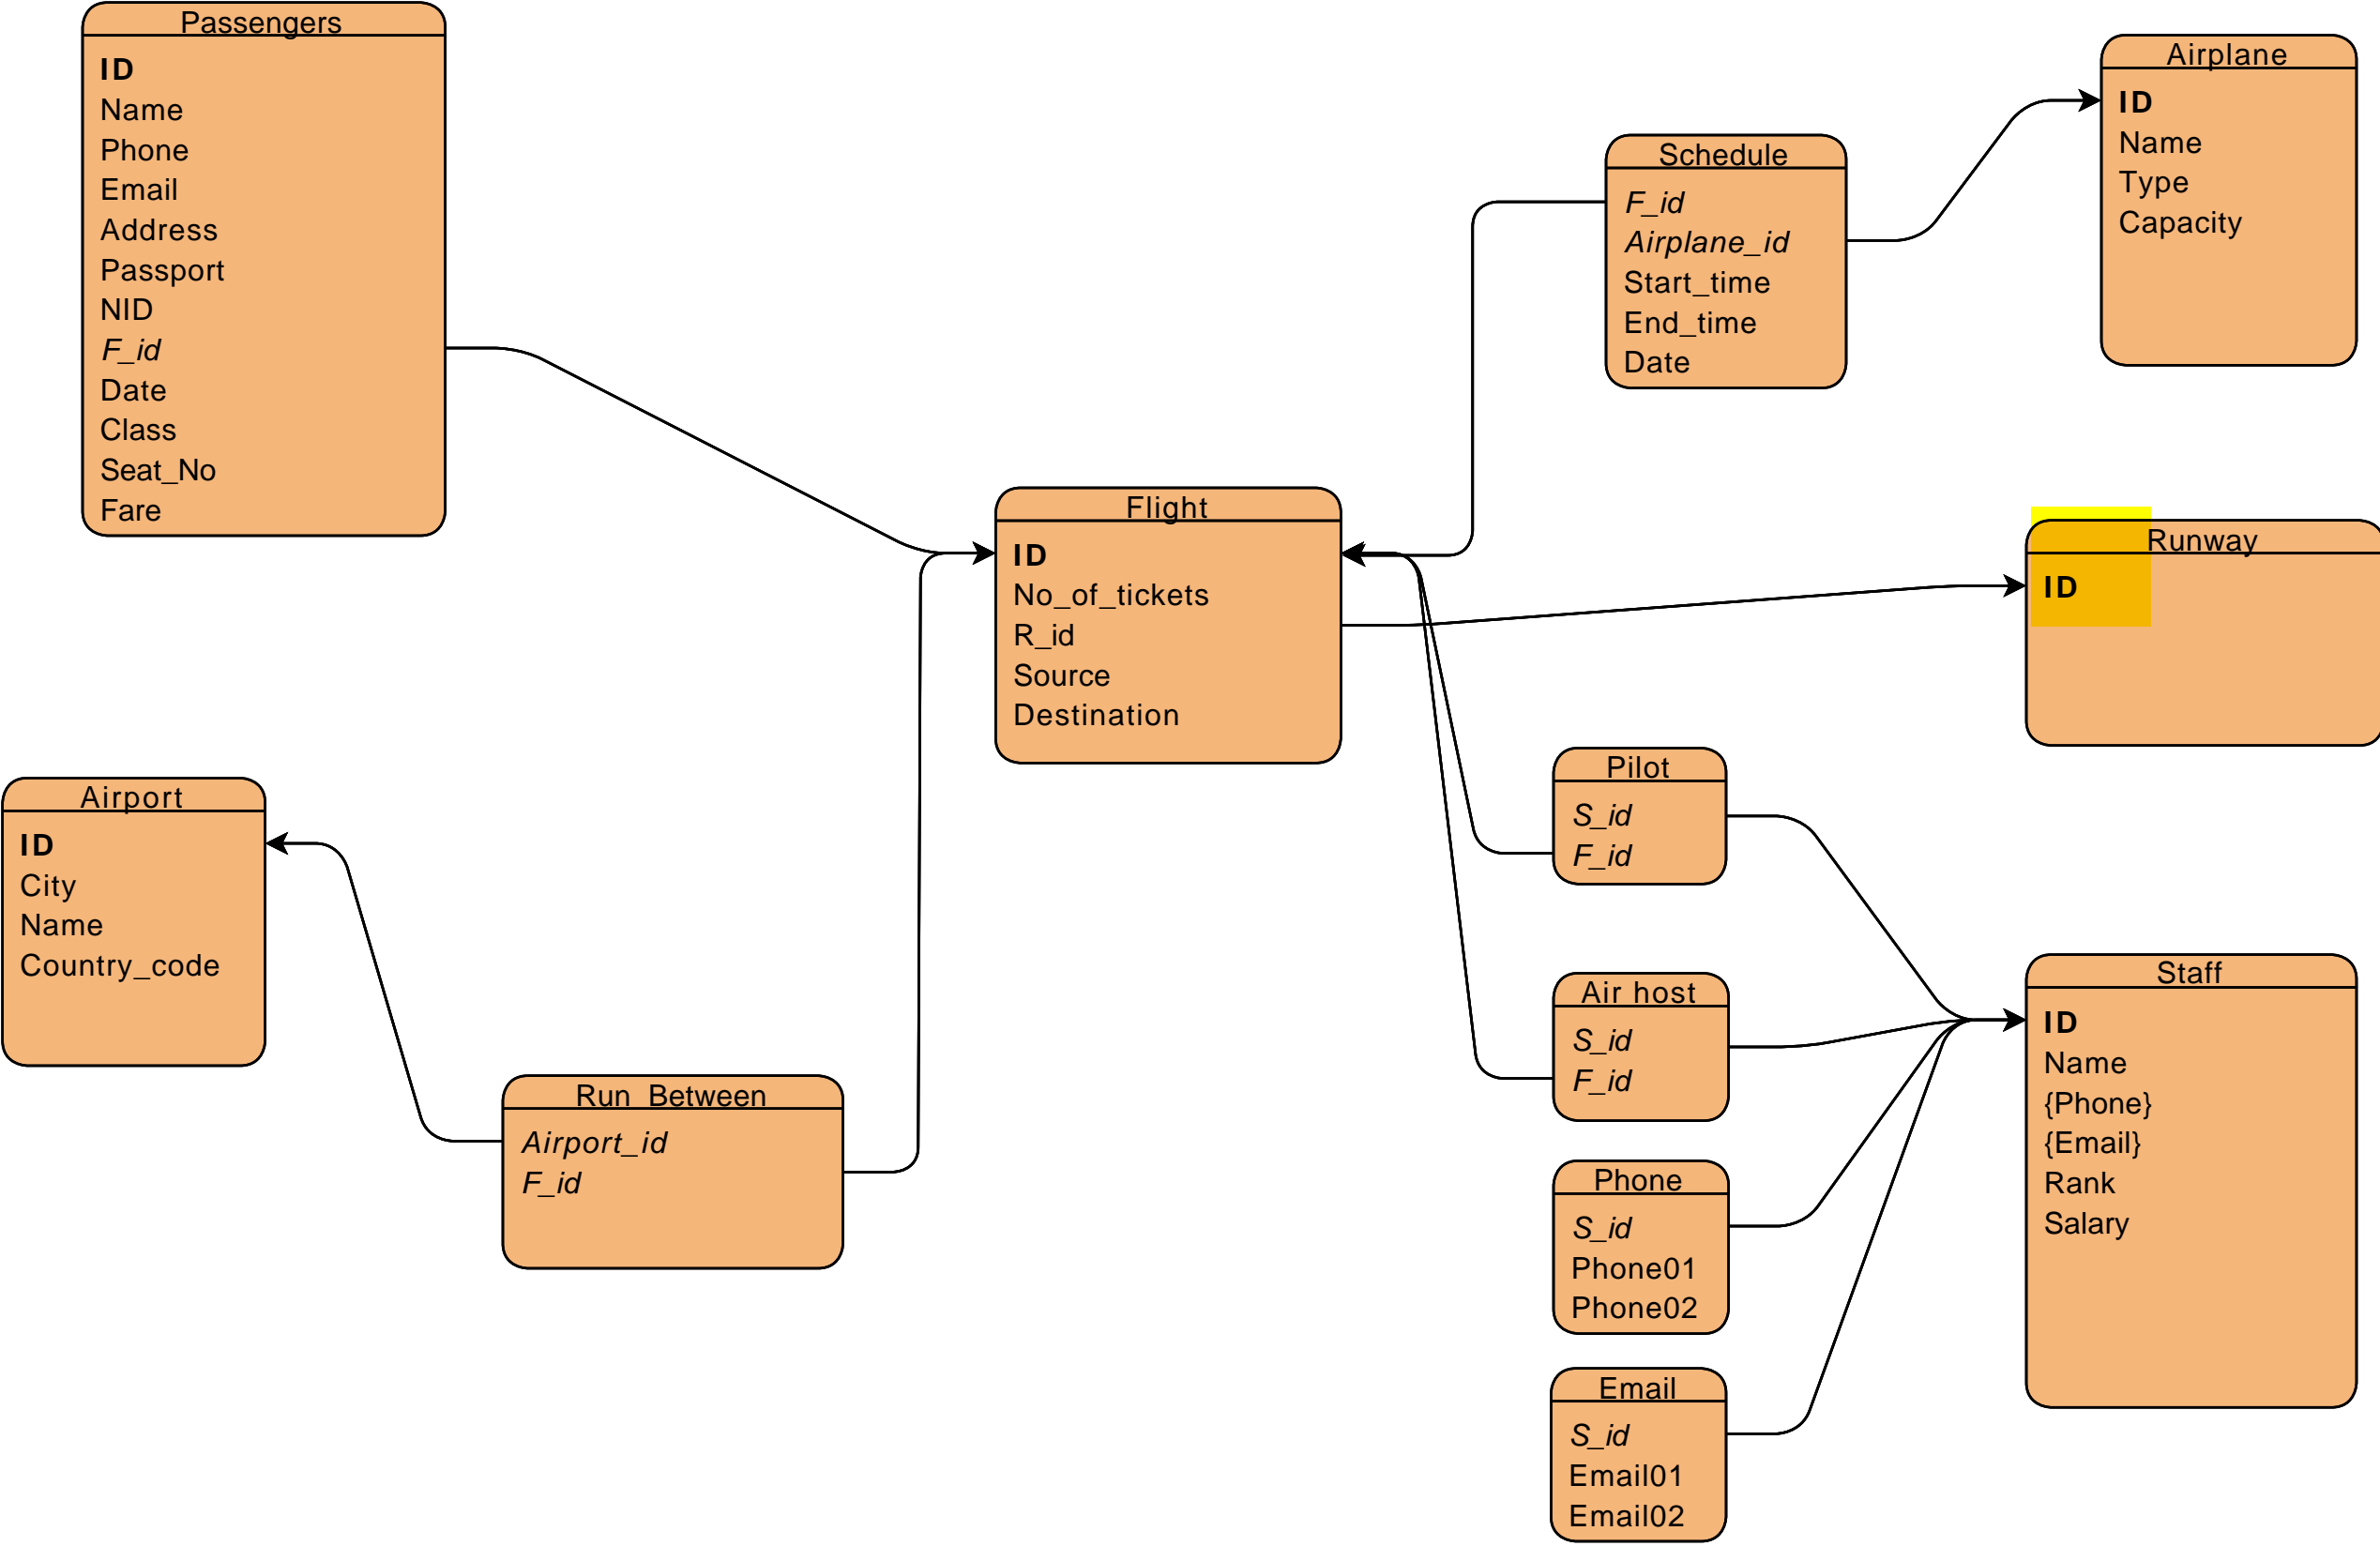 Passengers
ID
Name
Phone
Email
Address
Passport
NID
F_id
Date
Class
Seat_No
Fare
Airplane
ID
Name
Type
Capacity
Schedule
F_id
Airplane_id
Start_time
End_time
Date
Flight
ID
No_of_tickets
R_id
Source
Destination
Runway
ID
Airport
ID
City
Name
Country_code
Run_Between
Airport_id
F_id
Pilot
S_id
F_id
Air host
S_id
F_id
Phone
S_id
Phone01
Phone02
Email
S_id
Email01
Email02
Staff
ID
Name
{Phone}
{Email}
Rank
Salary